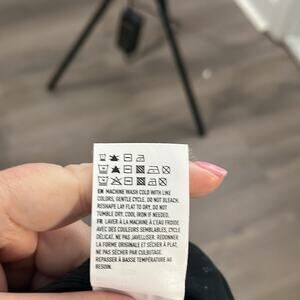 EN MACHINE WASH COLD WITH LIKE
COLORS, GENTLE CYCLE. DO NOT BLEACH.
RESHAPE LAY FLAT TO DRY, DO NOT
TUMBLE DRY. COOL IRON IF NEEDED.
FR LAVER À LA MACHINE À L'EAU FROIDE
AVEC DES COULEURS SEMBLABLES, CYCLE
DÉLICAT. NE PAS JAVELLISER. REDONNER
LA FORME ORIGINALE ET SÉCHER À PLAT,
NE PAS SÉCHER PAR CULBUTAGE.
REPASSER À BASSE TEMPÉRATURE AU
BESOIN.